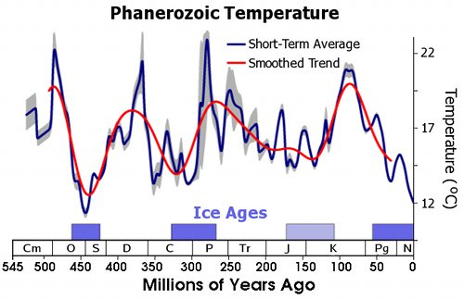 Phanerozoic Temperature
Short-Term Average
Smoothed Trend
22
17
12
Temperature (°C)
Ice Ages
Cm O S D C P Tr J K Pg N
545 500 450 400 350 300 250 200 150 100 50 0
Millions of Years Ago